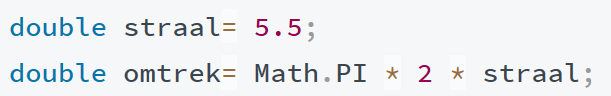 double straal= 5.5;
double omtrek= Math.PI * 2 * straal;